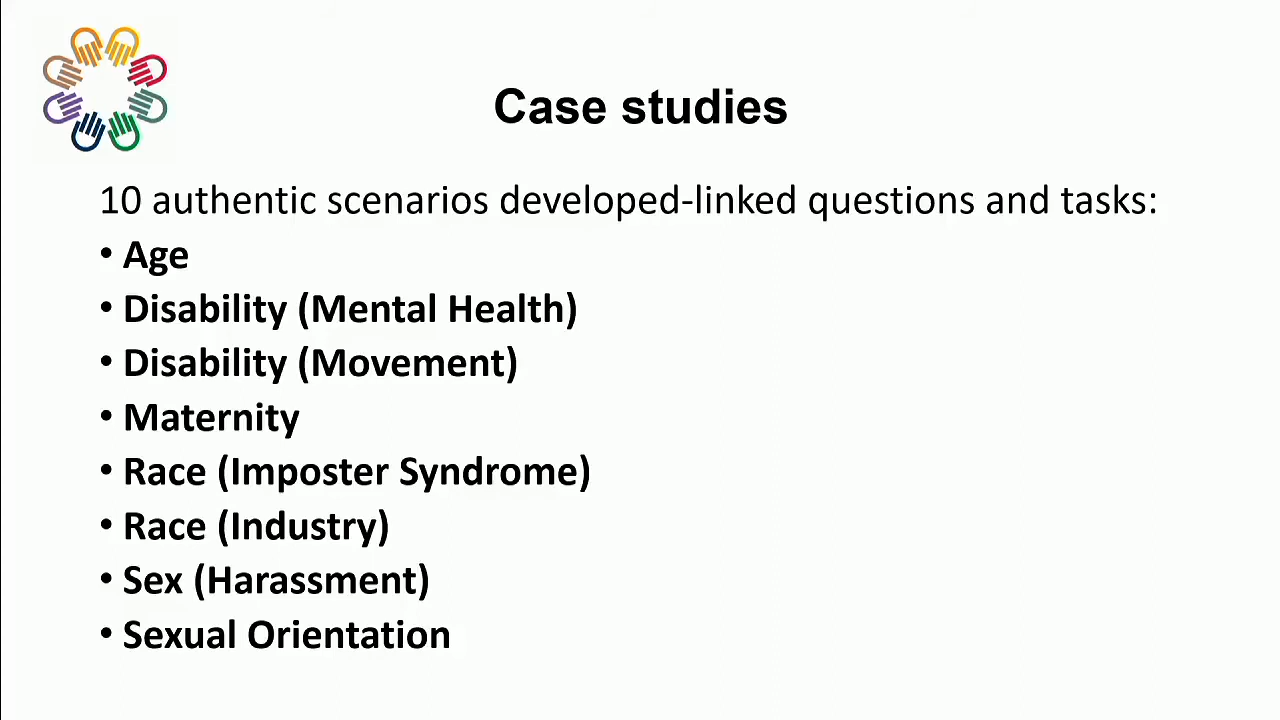 Case studies
10 authentic scenarios developed-linked questions and tasks:
• Age
• Disability (Mental Health)
• Disability (Movement)
• Maternity
• Race (Imposter Syndrome)
• Race (Industry)
• Sex (Harassment)
• Sexual Orientation